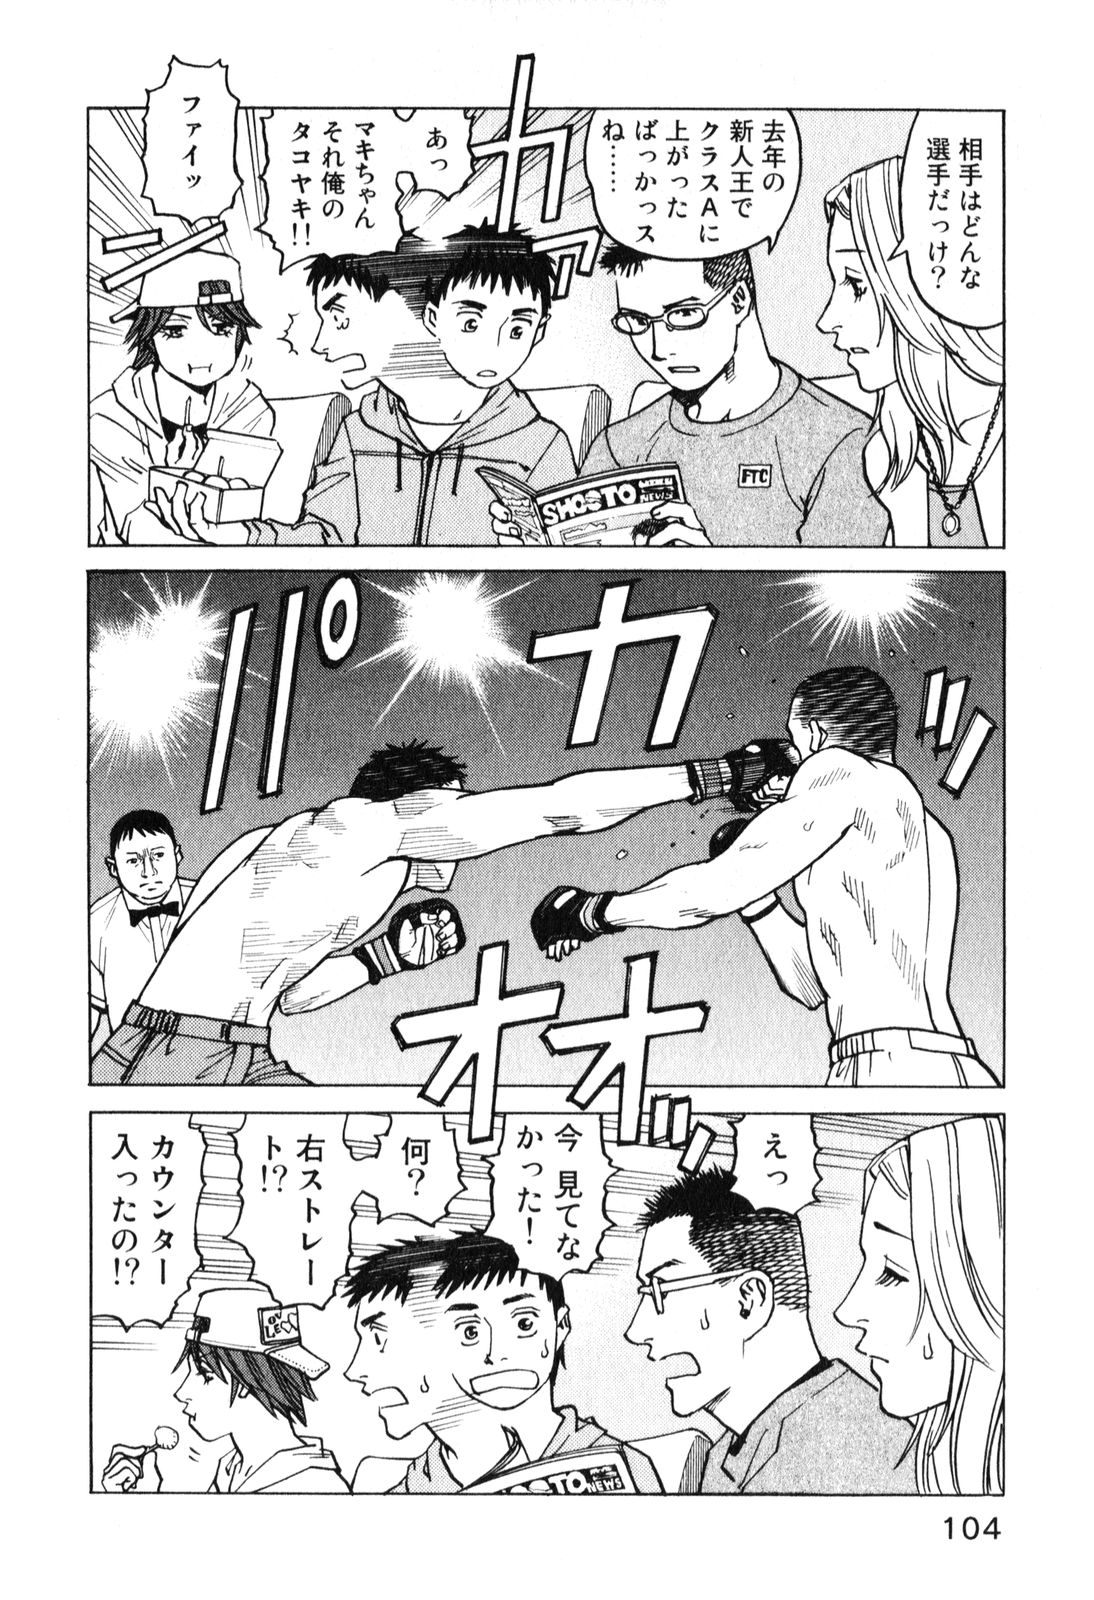 相手はどんな
選手だっけ?
去年の
新人王で
クラスAに
上がった
ばっかっス
ね……
カァ
あっ
マキちゃん
それ俺の
タコヤキ!!
ファイッ
FTC
SHOOTO
NEWS
カッ
パ
オオ
えっ
今 見てな
かった!
何?
右ストレー
ト!?
カウンター
入ったの!?
OTO
NEWS
104